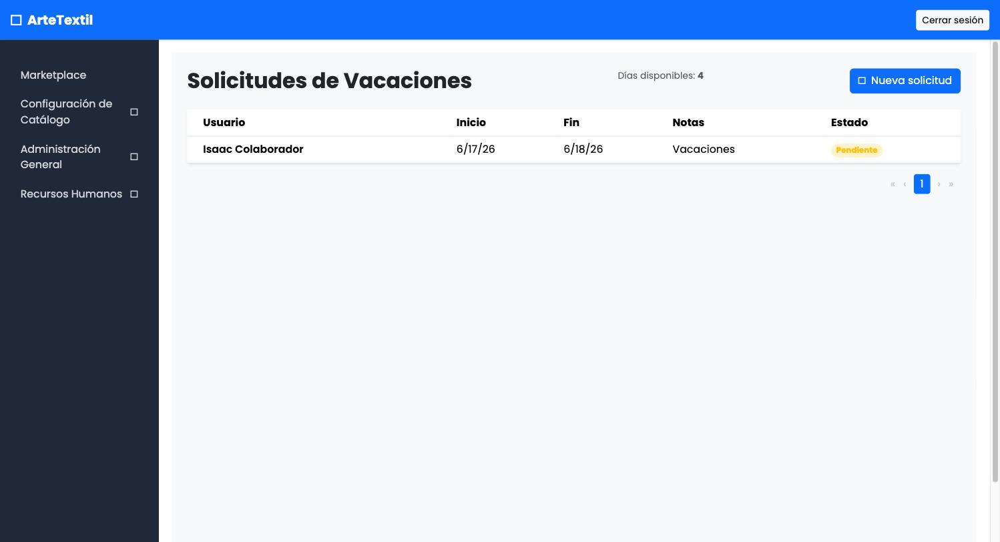 ArteTextil
Cerrar sesión
Marketplace
Configuración de
Catálogo
Administración
General
Recursos Humanos
Solicitudes de Vacaciones
Días disponibles: 4
Nueva solicitud
Usuario Inicio Fin Notas Estado
Isaac Colaborador 6/17/26 6/18/26 Vacaciones Pendiente
« ‹ 1 › »